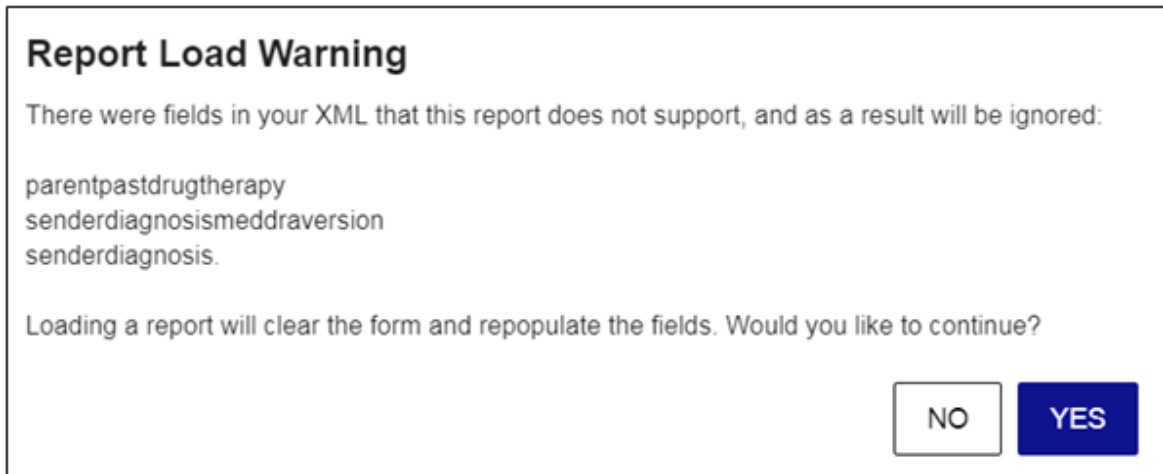 Report Load Warning
There were fields in your XML that this report does not support, and as a result will be ignored:
parentpastdrugtherapy
senderdiagnosismeddraversion
senderdiagnosis.
Loading a report will clear the form and repopulate the fields. Would you like to continue?
NO YES